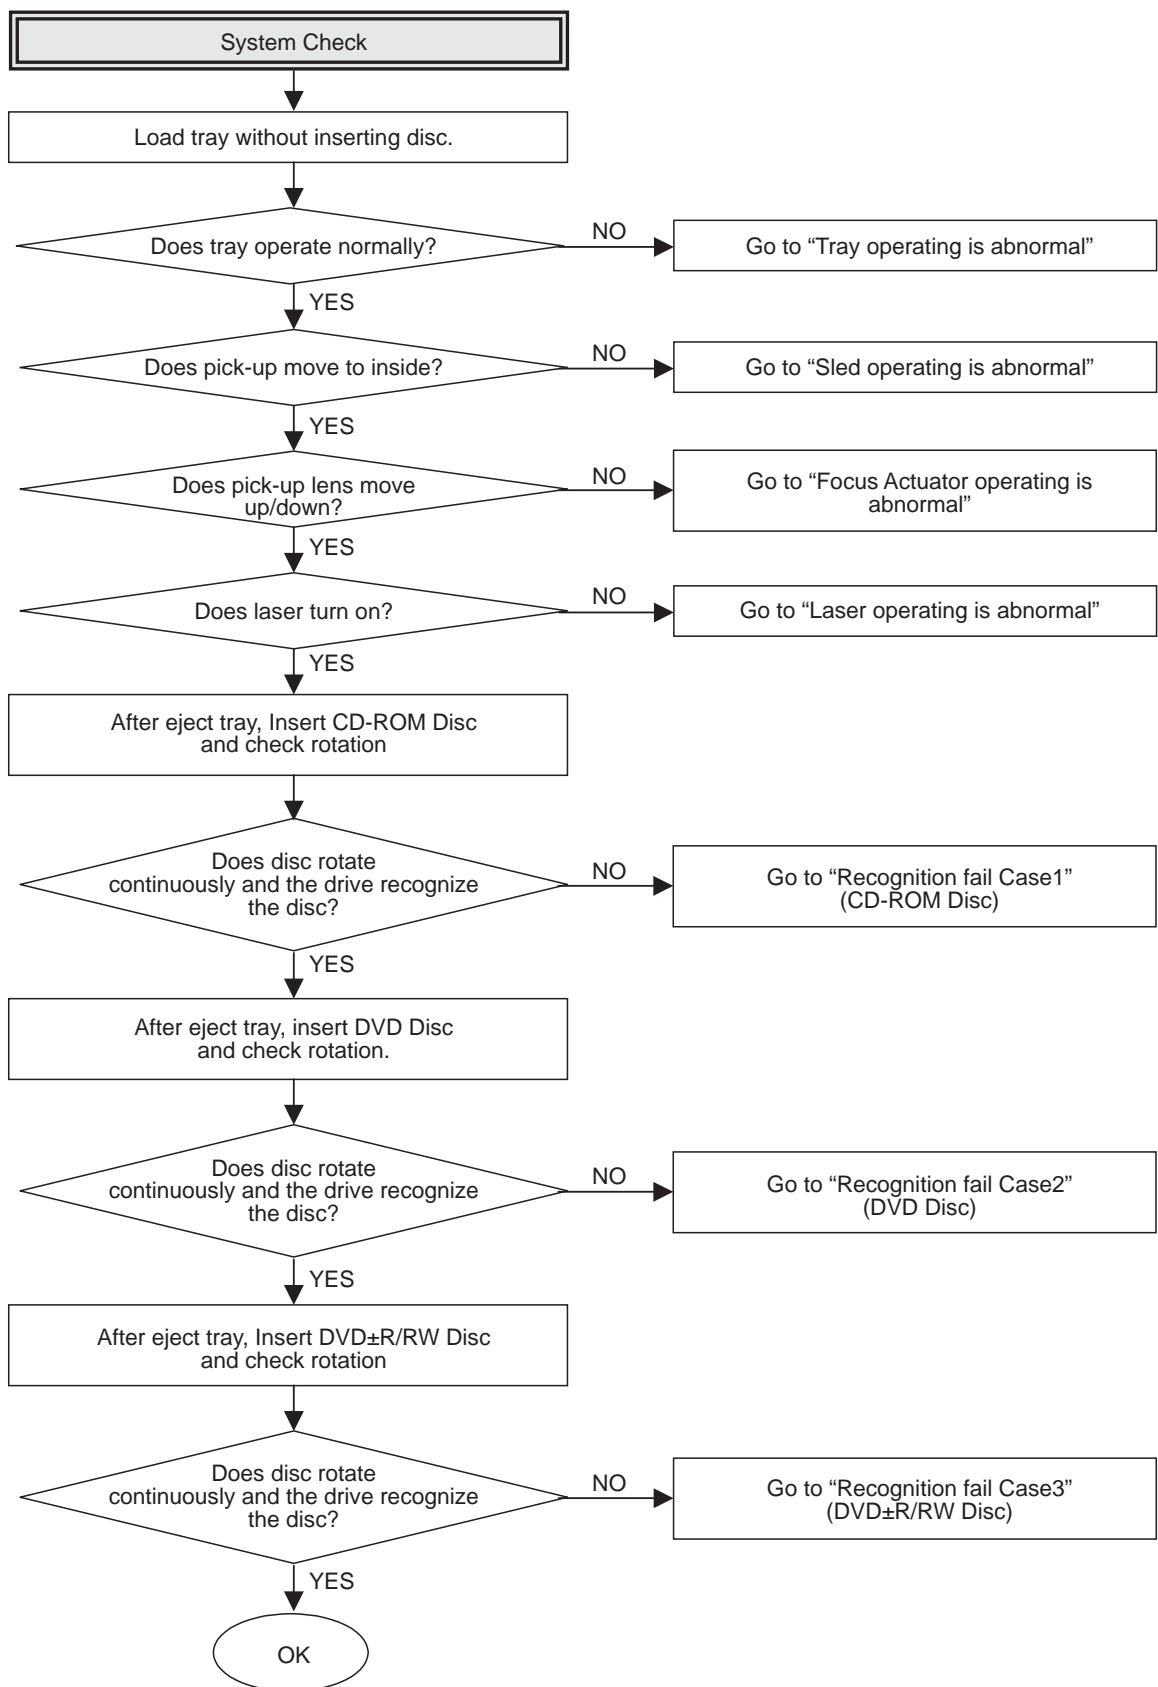 System Check
Load tray without inserting disc.
Does tray operate normally?
NO
Go to “Tray operating is abnormal”
YES
Does pick-up move to inside?
NO
Go to “Sled operating is abnormal”
YES
Does pick-up lens move
up/down?
NO
Go to “Focus Actuator operating is
abnormal”
YES
Does laser turn on?
NO
Go to “Laser operating is abnormal”
YES
After eject tray, Insert CD-ROM Disc
and check rotation
Does disc rotate
continuously and the drive recognize
the disc?
NO
Go to “Recognition fail Case1”
(CD-ROM Disc)
YES
After eject tray, insert DVD Disc
and check rotation.
Does disc rotate
continuously and the drive recognize
the disc?
NO
Go to “Recognition fail Case2”
(DVD Disc)
YES
After eject tray, Insert DVD±R/RW Disc
and check rotation
Does disc rotate
continuously and the drive recognize
the disc?
NO
Go to “Recognition fail Case3”
(DVD±R/RW Disc)
YES
OK